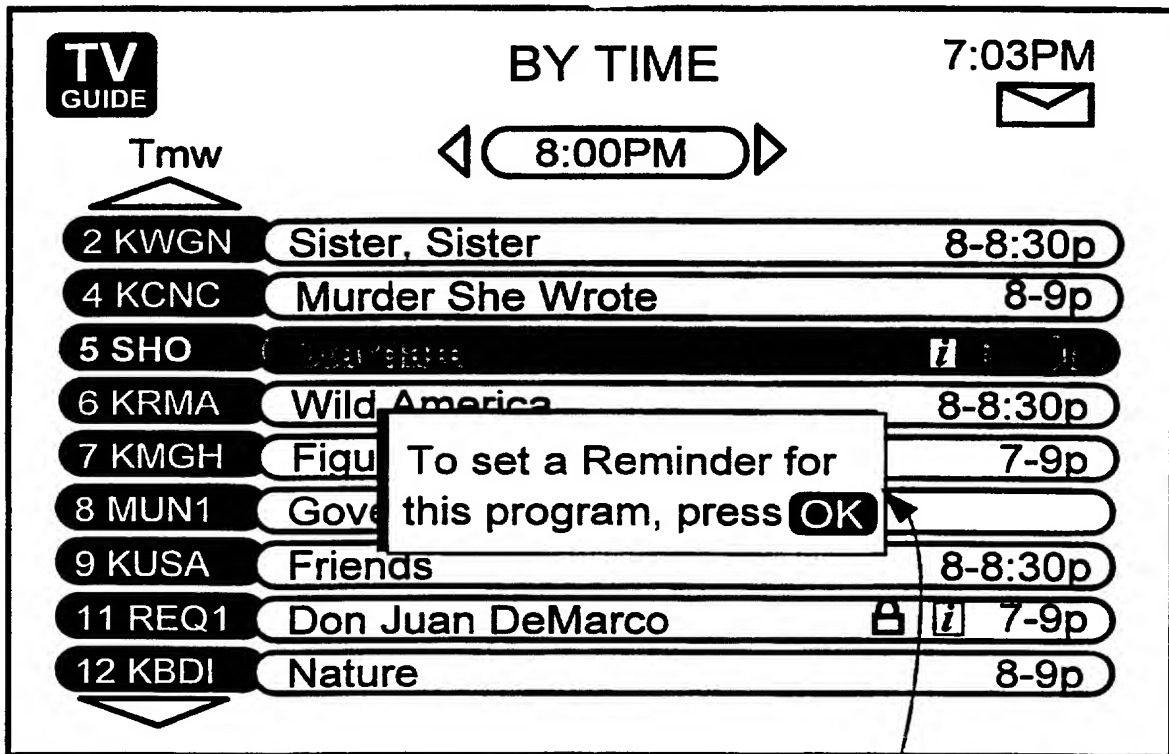 TV
GUIDE
BY TIME
7:03PM
Tmw
8:00PM
2 KWGN Sister, Sister 8-8:30p
4 KCNC Murder She Wrote 8-9p
5 SHO i
6 KRMA Wild America 8-8:30p
7 KMGH Figu 7-9p
8 MUN1 Gove
To set a Reminder for
this program, press OK
9 KUSA Friends 8-8:30p
11 REQ1 Don Juan DeMarco i 7-9p
12 KBDI Nature 8-9p